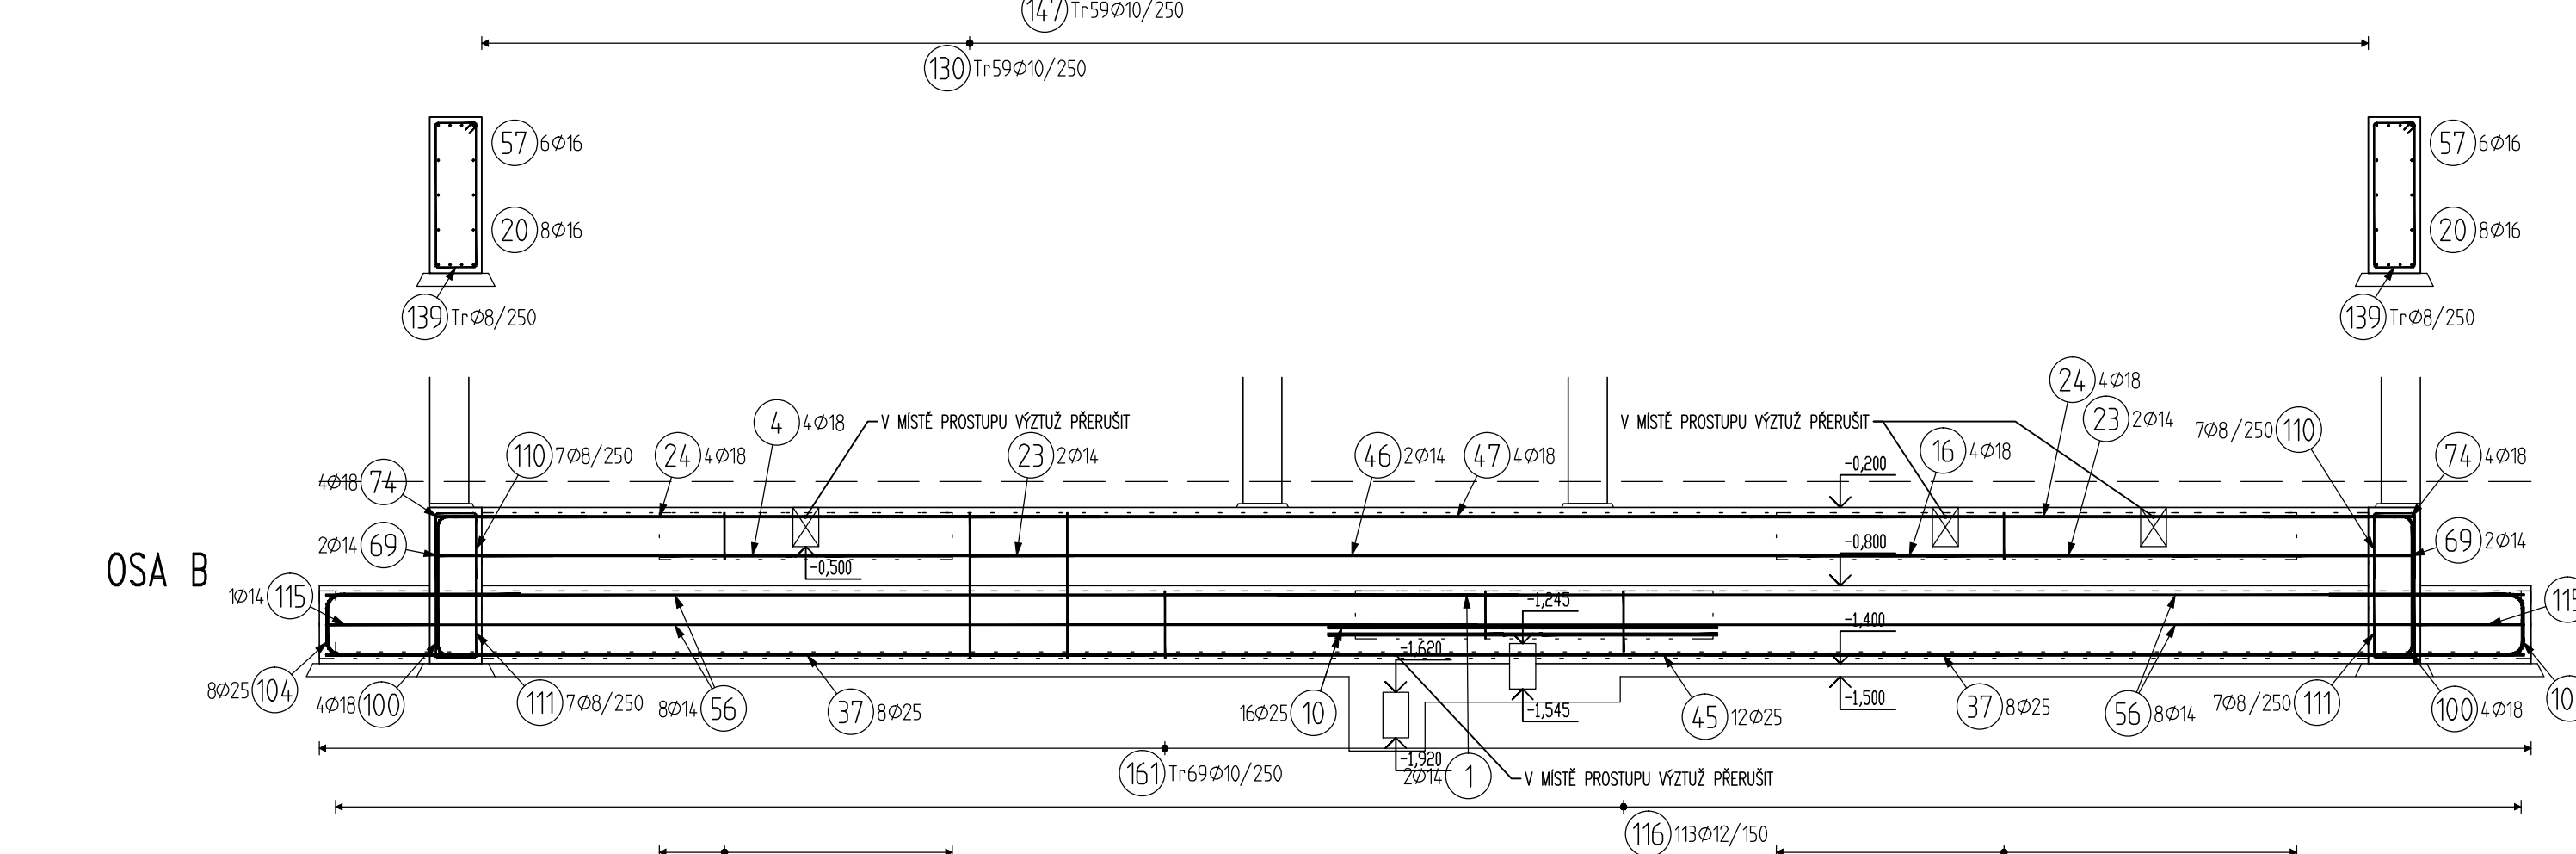 147 Tr59Ø10/250
130 Tr59Ø10/250
57 6Ø16
57 6Ø16
20 8Ø16
20 8Ø16
139 TrØ8/250
139 TrØ8/250
24 4Ø18
4 4Ø18
V MÍSTĚ PROSTUPU VÝZTUŽ PŘERUŠIT
V MÍSTĚ PROSTUPU VÝZTUŽ PŘERUŠIT
23 2Ø14
7Ø8/250 110
110 7Ø8/250
24 4Ø18
23 2Ø14
46 2Ø14
47 4Ø18
16 4Ø18
74 4Ø18
-0,200
4Ø18 74
2Ø14 69
-0,800
69 2Ø14
OSA B
-0,500
1Ø14 115
-1,245
-1,400
-1,620
8Ø25 104
4Ø18 100
111 7Ø8/250
8Ø14 56
37 8Ø25
16Ø25 10
-1,545
45 12Ø25
-1,500
37 8Ø25
56 8Ø14
7Ø8/250 111
100 4Ø18
161 Tr69Ø10/250
-1,920
2Ø14 1
V MÍSTĚ PROSTUPU VÝZTUŽ PŘERUŠIT
116 113Ø12/150